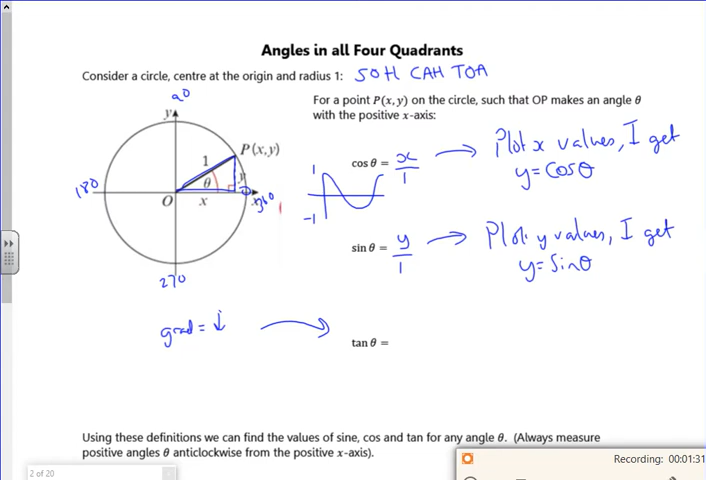 Angles in all Four Quadrants
Consider a circle, centre at the origin and radius 1: SOH CAH TOA
90
y
For a point P(x, y) on the circle, such that OP makes an angle θ
with the positive x-axis:
P(x,y)
1
θ
y
180
O
x
0
x
360
1
-1
cos θ = x/1
Plot x values, I get
y = cosθ
sin θ = y/1
Plot y values, I get
y = sinθ
270
grad =
tan θ =
Using these definitions we can find the values of sine, cos and tan for any angle θ. (Always measure
positive angles θ anticlockwise from the positive x-axis).
2 of 20
Recording: 00:01:31